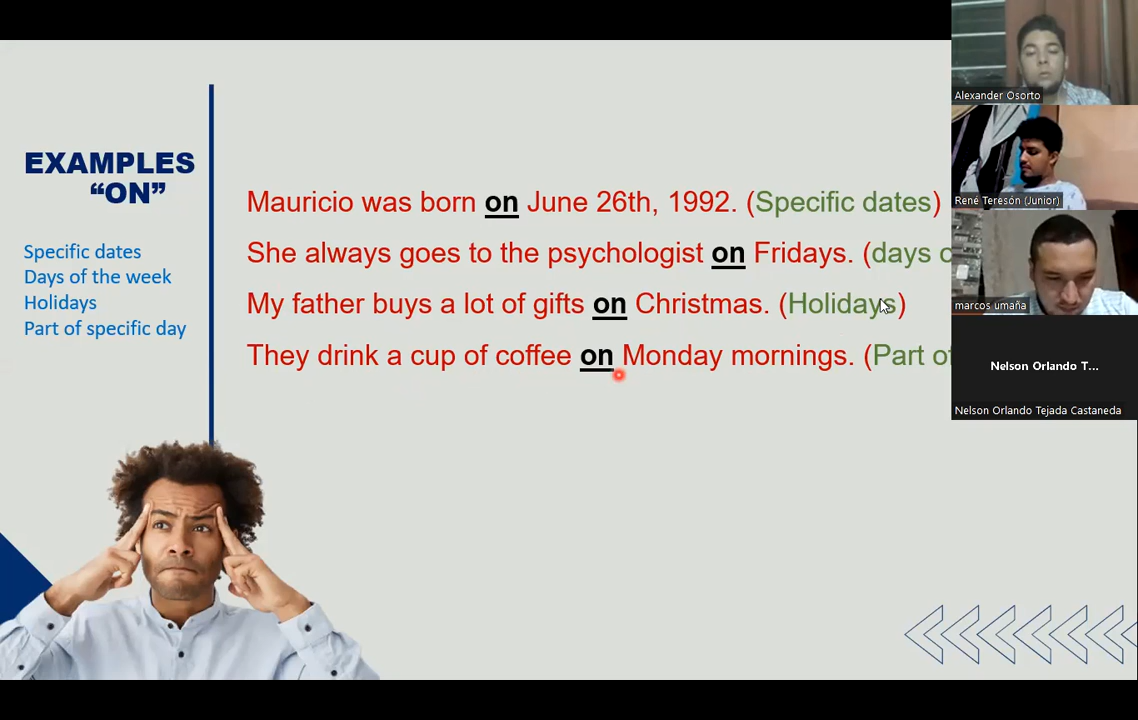 EXAMPLES
“ON”
Specific dates
Days of the week
Holidays
Part of specific day
Mauricio was born on June 26th, 1992. (Specific dates)
She always goes to the psychologist on Fridays. (days
My father buys a lot of gifts on Christmas. (Holidays)
They drink a cup of coffee on Monday mornings. (Part of
Alexander Osorto
René Teresón (Junior)
marcos umaña
Nelson Orlando T...
Nelson Orlando Tejada Castaneda